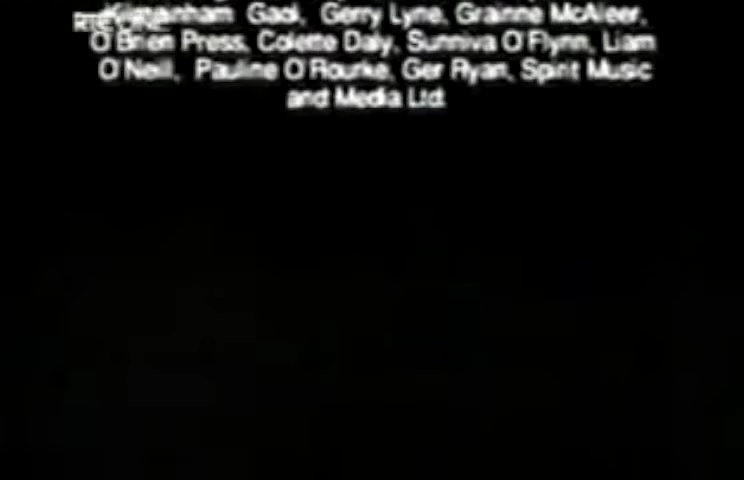 Kilmainham Gaol, Gerry Lyne, Grainne McAleer,
O'Brien Press, Colette Daly, Sunniva O'Flynn, Liam
O'Neill, Pauline O'Rourke, Ger Ryan, Spirit Music
and Media Ltd